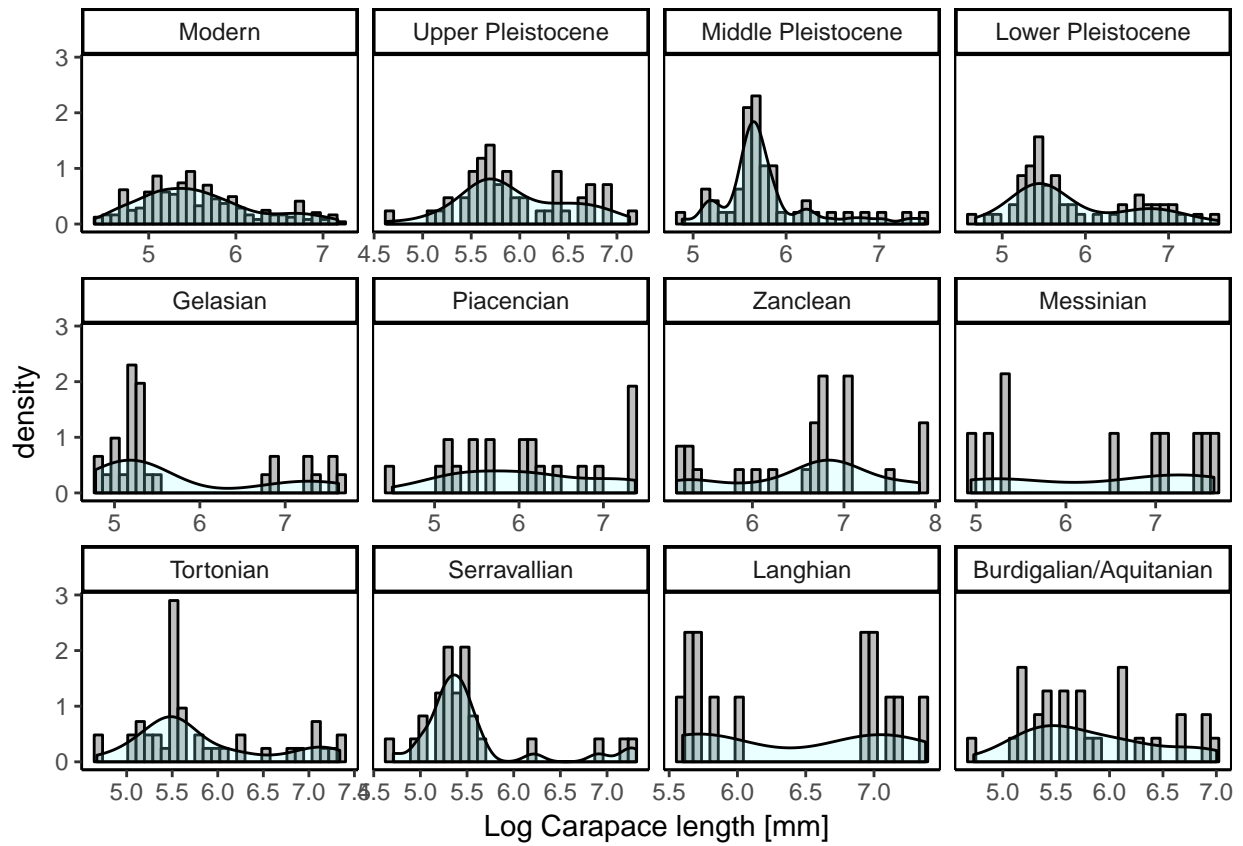 Modern Upper Pleistocene Middle Pleistocene Lower Pleistocene
3
2
1
0
5 6 7 4.5 5.0 5.5 6.0 6.5 7.0 5 6 7 5 6 7
Gelasian Piacencian Zanclean Messinian
3
2
1
0
5 6 7 5 6 7 6 7 8 5 6 7
density
Tortonian Serravallian Langhian Burdigalian/Aquitanian
3
2
1
0
5.0 5.5 6.0 6.5 7.0 7.5 4.5 5.0 5.5 6.0 6.5 7.0 5.5 6.0 6.5 7.0 5.0 5.5 6.0 6.5 7.0
Log Carapace length [mm]